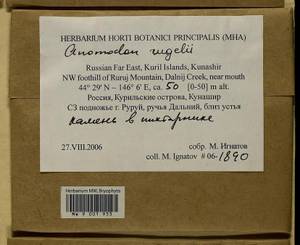 HERBARIUM HORTI BOTANICI PRINCIPALIS (MHA)
Anomodon rugelii
Russian Far East, Kuril Islands, Kunashir
NW foothill of Ruruj Mountain, Dalnij Creek, near mouth
44° 29' N – 146° 6' E, ca. 50 [0-50] m alt.
Россия, Курильские острова, Кунашир
СЗ подножье г. Руруй, ручья Дальний, близ устья
камень в пихтарнике
27.VIII.2006
собр. М. Игнатов
coll. M. Ignatov # 06-1890
Herbarium MW, Bryophyta